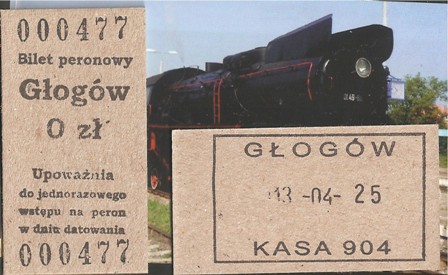 000477
Bilet peronowy
Głogów
0 zł
Upoważnia
do jednorazowego
wstępu na peron
w dniu datowania
000477
GŁOGÓW
13 -04- 25
KASA 904